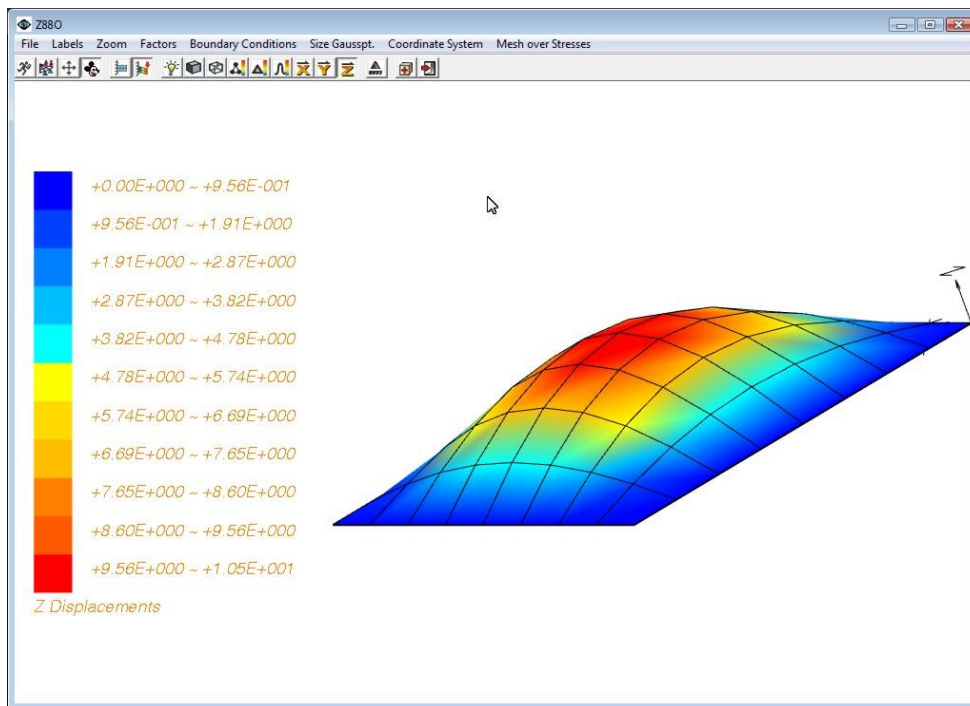 Z88O
File Labels Zoom Factors Boundary Conditions Size Gausspt. Coordinate System Mesh over Stresses
X Y Z
+0.00E+000 ~ +9.56E-001
+9.56E-001 ~ +1.91E+000
+1.91E+000 ~ +2.87E+000
+2.87E+000 ~ +3.82E+000
+3.82E+000 ~ +4.78E+000
+4.78E+000 ~ +5.74E+000
+5.74E+000 ~ +6.69E+000
+6.69E+000 ~ +7.65E+000
+7.65E+000 ~ +8.60E+000
+8.60E+000 ~ +9.56E+000
+9.56E+000 ~ +1.05E+001
Z Displacements
Z